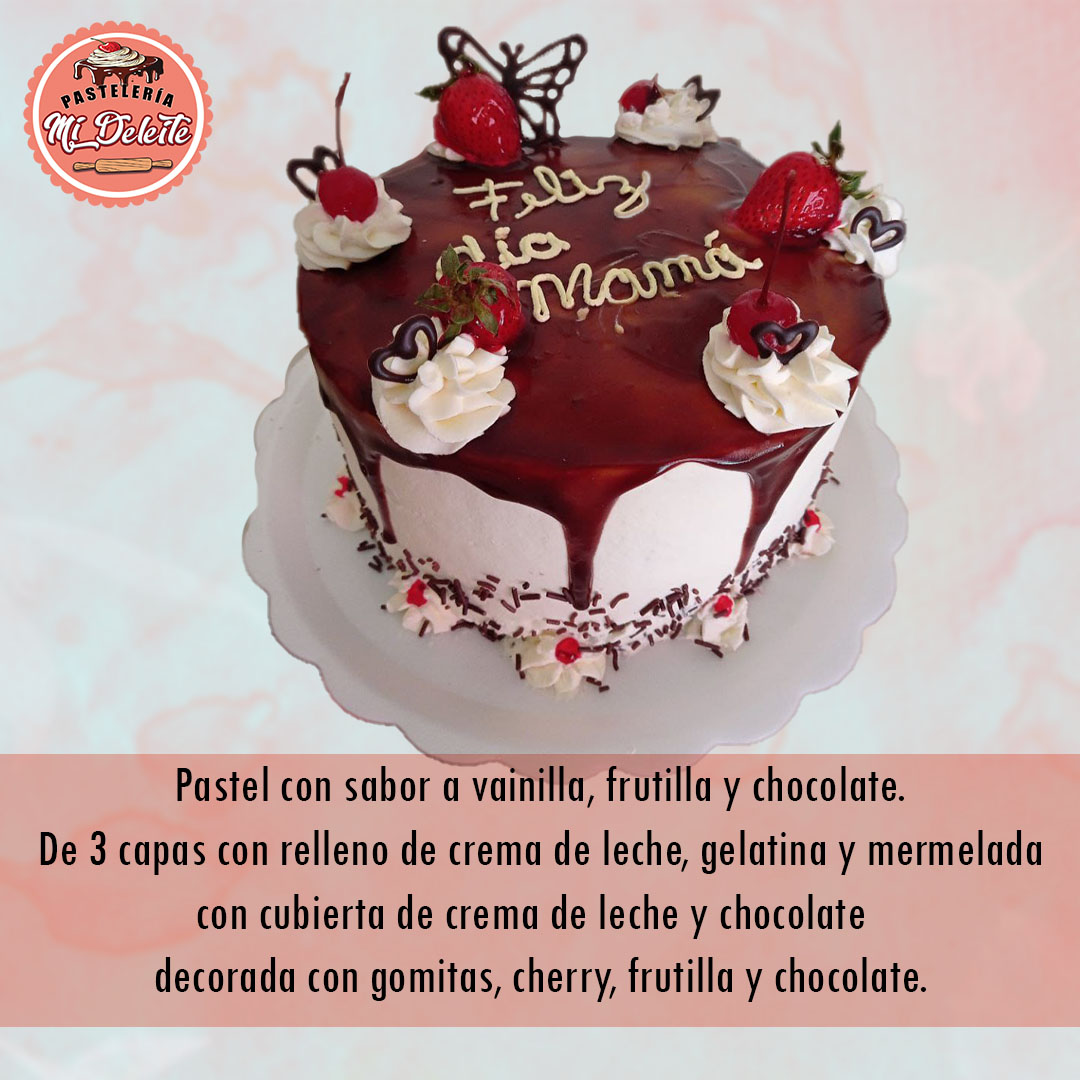 PASTELERÍA
Mi Deleite
Feliz
día
Mamá
Pastel con sabor a vainilla, frutilla y chocolate.
De 3 capas con relleno de crema de leche, gelatina y mermelada
con cubierta de crema de leche y chocolate
decorada con gomitas, cherry, frutilla y chocolate.